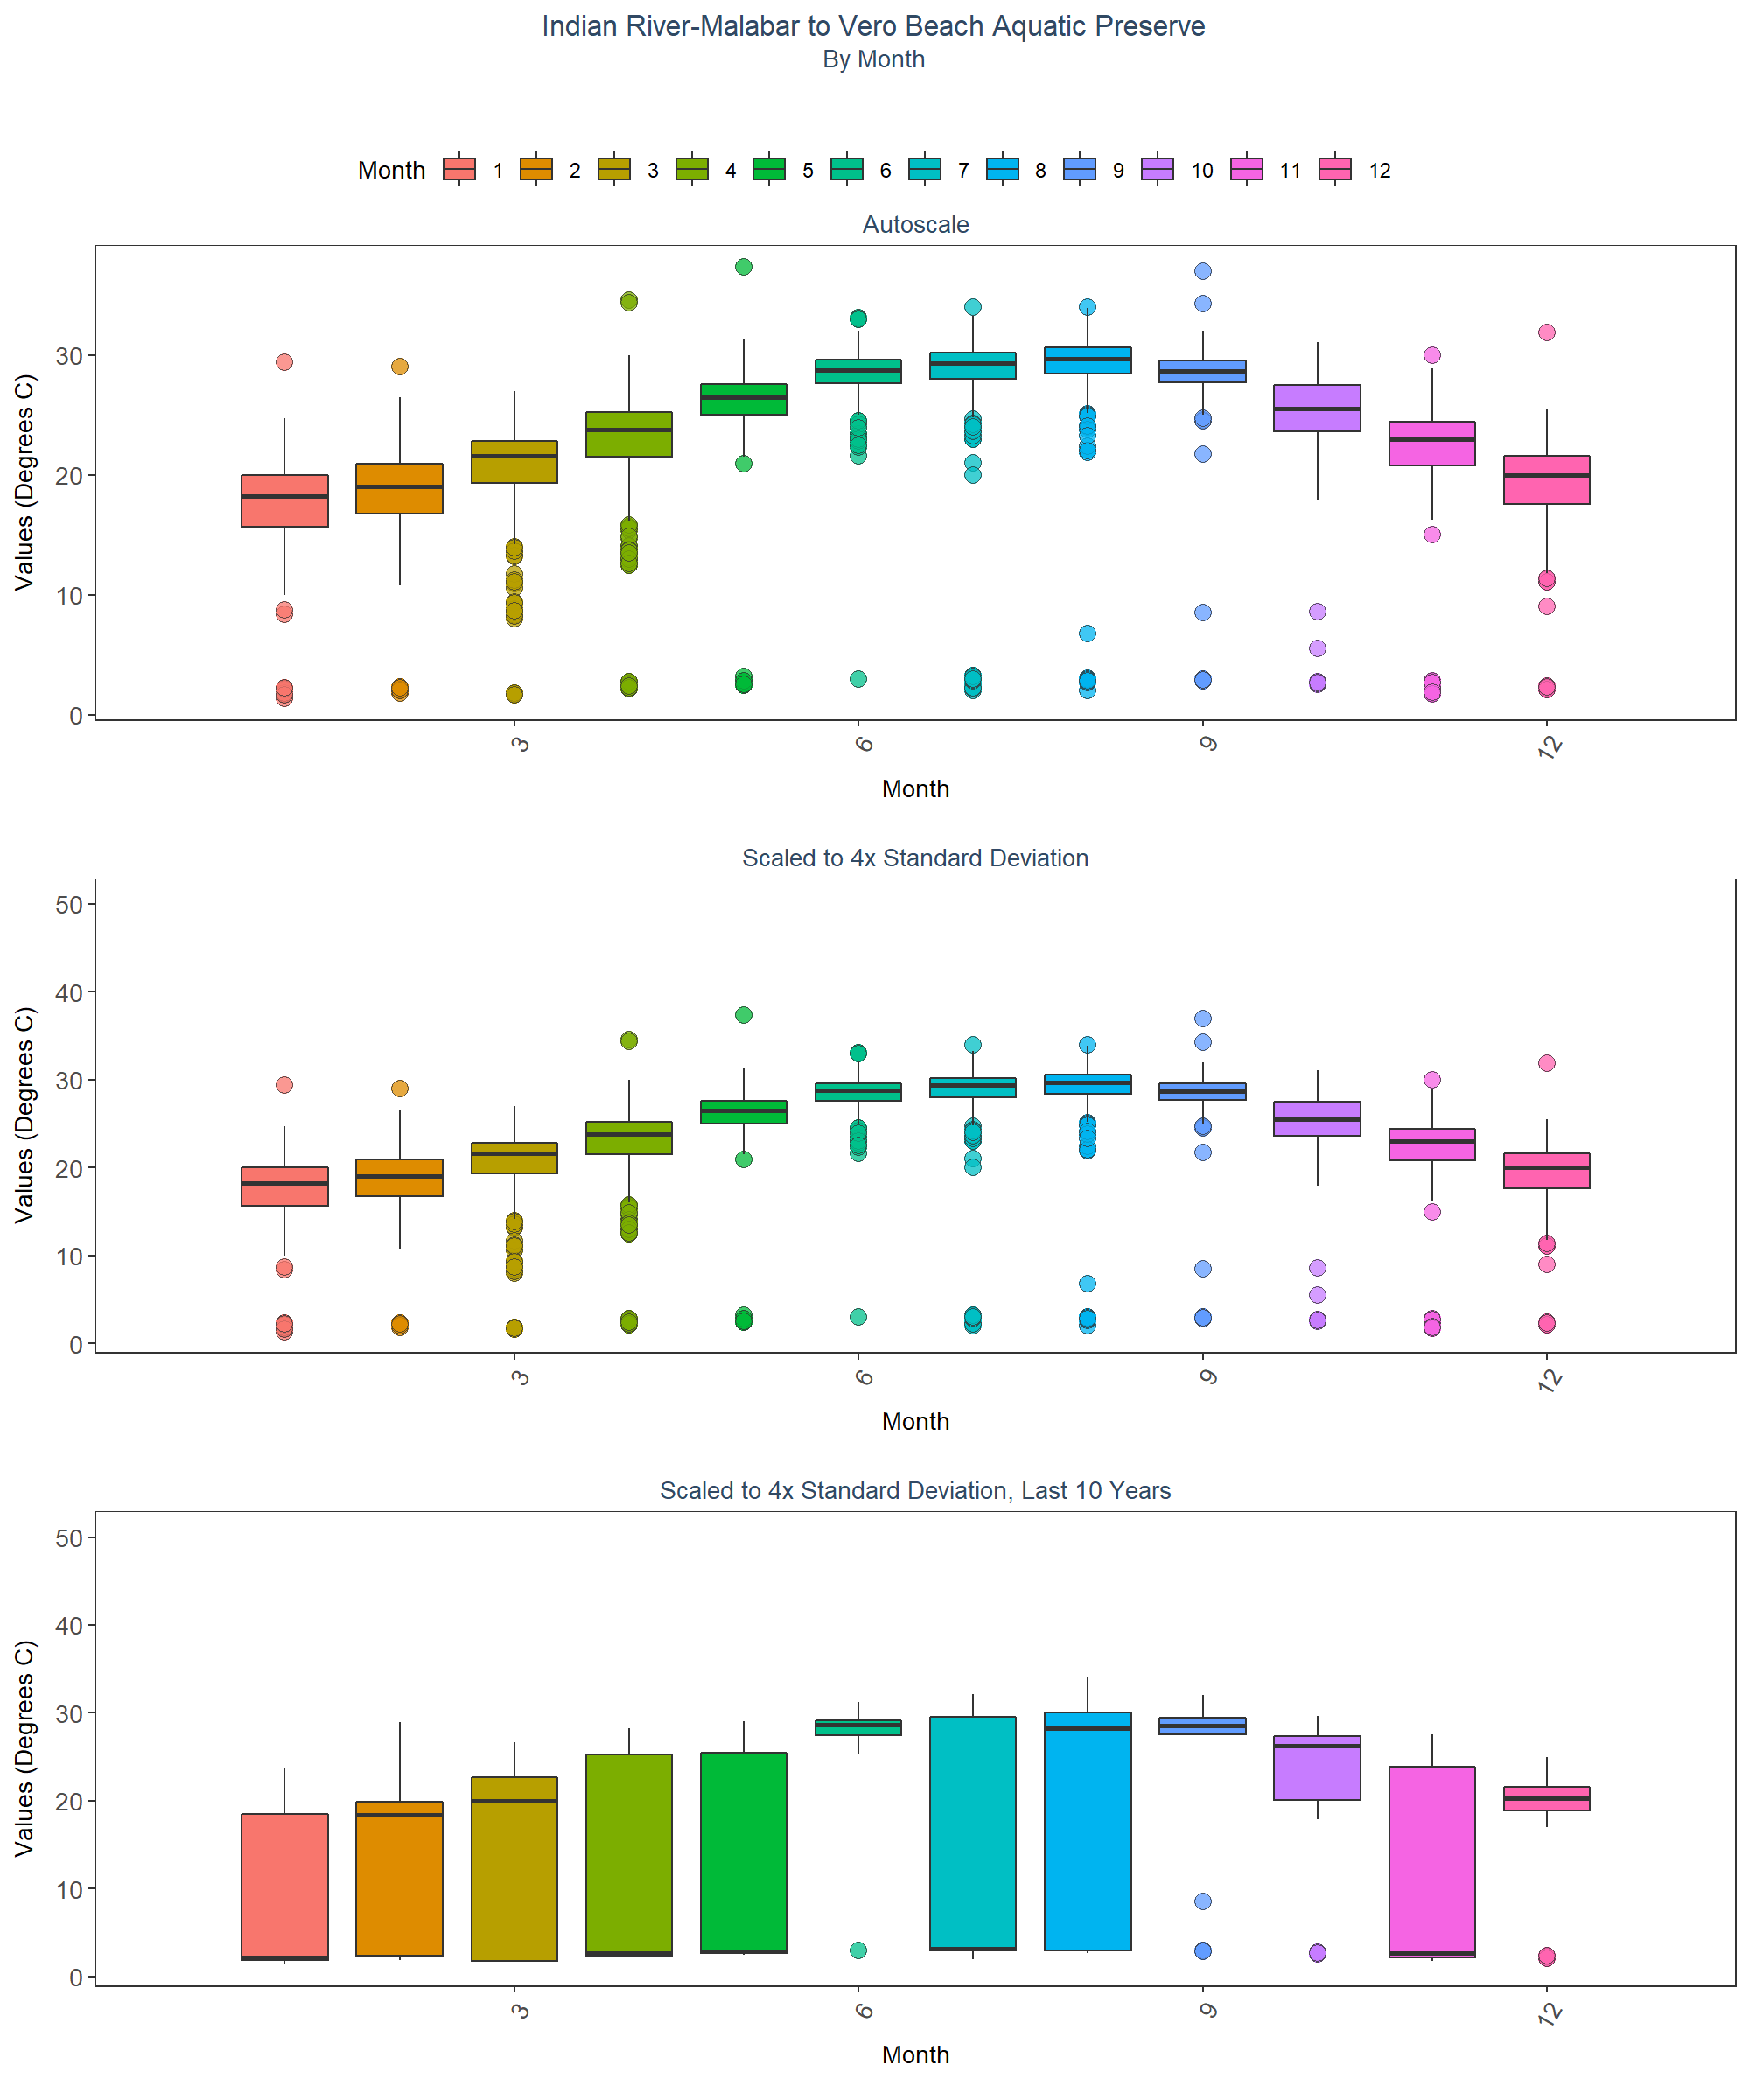 Indian River-Malabar to Vero Beach Aquatic Preserve
By Month
Month 1 2 3 4 5 6 7 8 9 10 11 12
Autoscale
Values (Degrees C)
30
20
10
0
3 6 9 12
Month
Scaled to 4x Standard Deviation
Values (Degrees C)
50
40
30
20
10
0
3 6 9 12
Month
Scaled to 4x Standard Deviation, Last 10 Years
Values (Degrees C)
50
40
30
20
10
0
3 6 9 12
Month